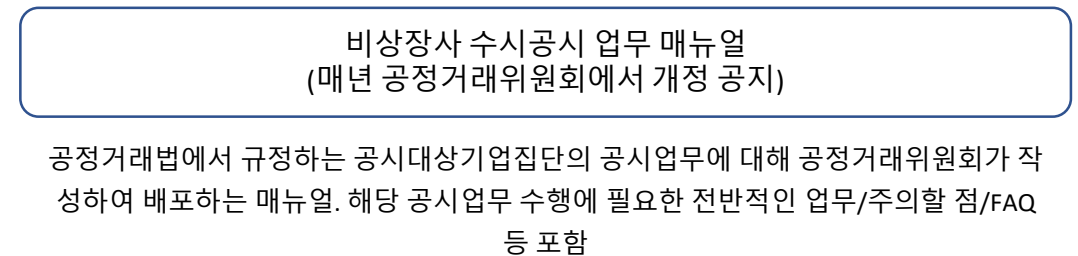 비상장사 수시공시 업무 매뉴얼
(매년 공정거래위원회에서 개정 공지)
공정거래법에서 규정하는 공시대상기업집단의 공시업무에 대해 공정거래위원회가 작
성하여 배포하는 매뉴얼. 해당 공시업무 수행에 필요한 전반적인 업무/주의할 점/FAQ
등 포함